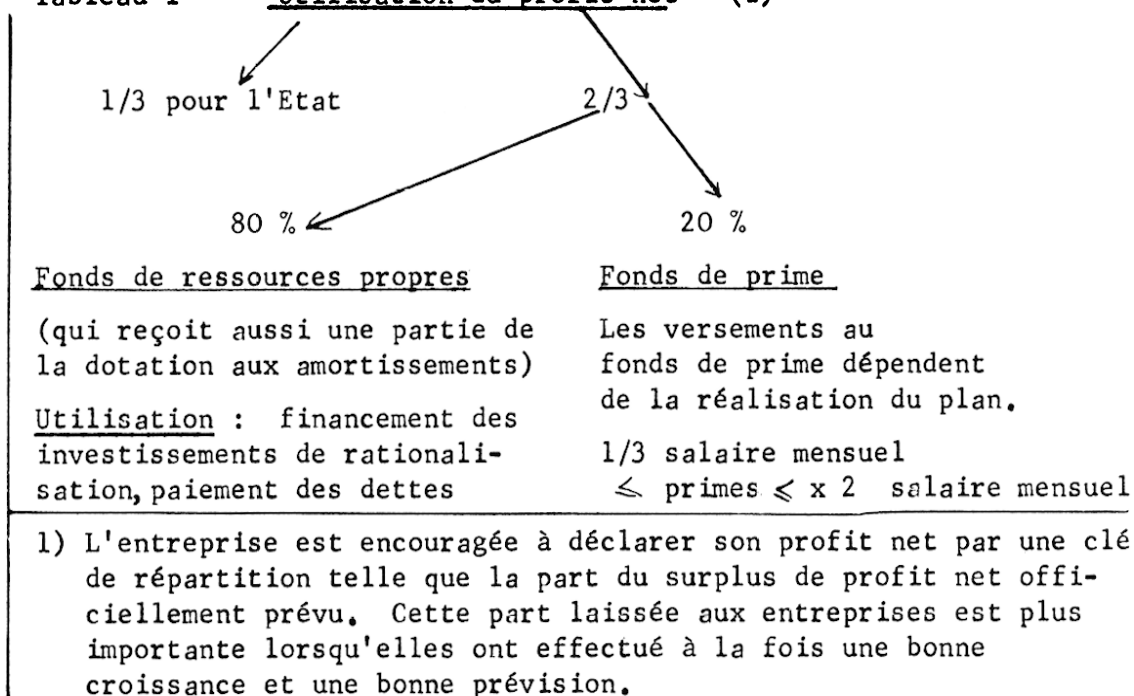 1/3 pour l'Etat 2/3
80 % 20 %
Fonds de ressources propres
(qui reçoit aussi une partie de
la dotation aux amortissements)
Utilisation : financement des
investissements de rationali-
sation, paiement des dettes
Fonds de prime
Les versements au
fonds de prime dépendent
de la réalisation du plan.
1/3 salaire mensuel
≤ primes ≤ x 2 salaire mensuel
1) L'entreprise est encouragée à déclarer son profit net par une clé
de répartition telle que la part du surplus de profit net offi-
ciellement prévu. Cette part laissée aux entreprises est plus
importante lorsqu'elles ont effectué à la fois une bonne
croissance et une bonne prévision.